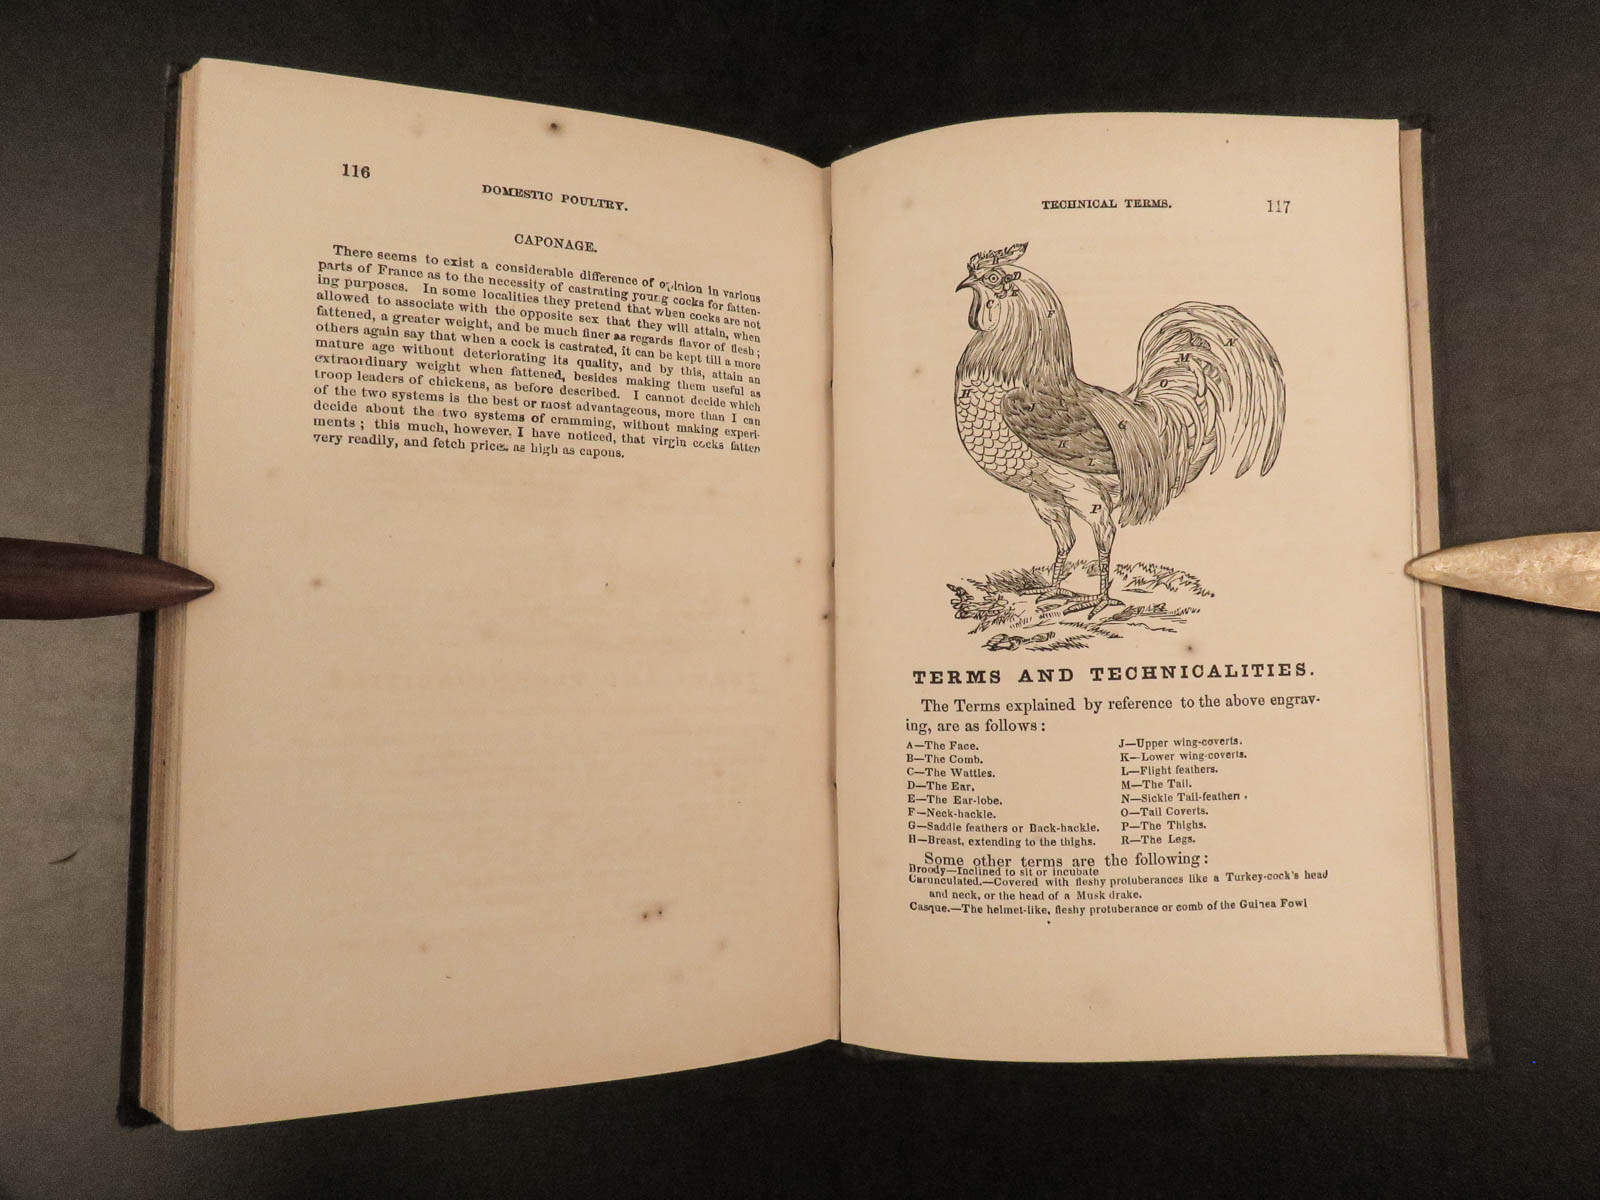 116
DOMESTIC POULTRY.
CAPONAGE.
There seems to exist a considerable difference of opinion in various
parts of France as to the necessity of castrating young cocks for fatten-
ing purposes. In some localities they pretend that when cocks are not
allowed to associate with the opposite sex that they will attain, when
fattened, a greater weight, and be much finer as regards flavor of flesh;
others again say that when a cock is castrated, it can be kept till a more
mature age without deteriorating its quality, and by this, attain an
extraordinary weight when fattened, besides making them useful as
troop leaders of chickens, as before described. I cannot decide which
of the two systems is the best or most advantageous, more than I can
decide about the two systems of cramming, without making experi-
ments; this much, however, I have noticed, that virgin cocks fatten
very readily, and fetch prices as high as capons.
TECHNICAL TERMS.
117
B
D
E
C
F
N
M
O
H
J
G
K
L
P
R
TERMS AND TECHNICALITIES.
The Terms explained by reference to the above engrav-
ing, are as follows:
A—The Face.
B—The Comb.
C—The Wattles.
D—The Ear.
E—The Ear-lobe.
F—Neck-hackle.
G—Saddle feathers or Back-hackle.
H—Breast, extending to the thighs.
J—Upper wing-coverts.
K—Lower wing-coverts.
L—Flight feathers.
M—The Tail.
N—Sickle Tail-feathers.
O—Tail Coverts.
P—The Thighs.
R—The Legs.
Some other terms are the following:
Broody—Inclined to sit or incubate
Carunculated.—Covered with fleshy protuberances like a Turkey-cock's head
and neck, or the head of a Musk drake.
Casque.—The helmet-like, fleshy protuberance or comb of the Guinea Fowl